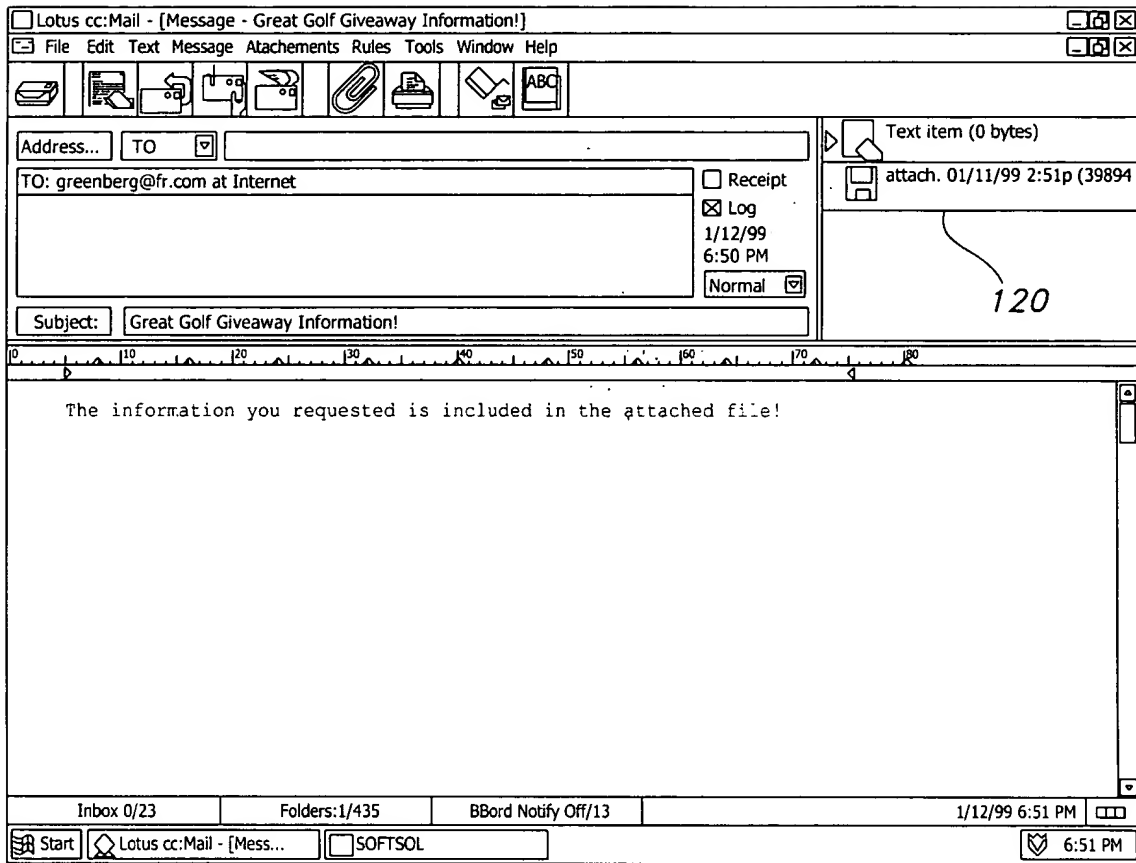 Lotus cc:Mail - [Message - Great Golf Giveaway Information!]
File Edit Text Message Atachements Rules Tools Window Help
ABC
Address... TO
Text item (0 bytes)
TO: greenberg@fr.com at Internet
Receipt
attach. 01/11/99 2:51p (39894
Log
1/12/99
6:50 PM
Normal
120
Subject: Great Golf Giveaway Information!
0 10 20 30 40 50 60 70 80
The information you requested is included in the attached file!
Inbox 0/23 Folders:1/435 BBord Notify Off/13 1/12/99 6:51 PM
Start Lotus cc:Mail - [Mess... SOFTSOL 6:51 PM